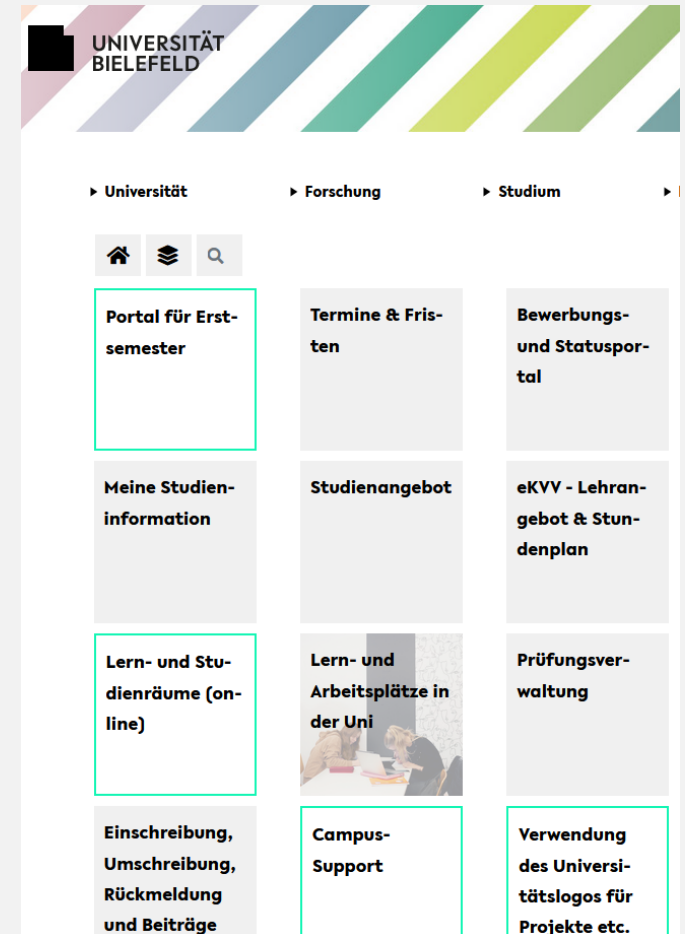 UNIVERSITÄT
BIELEFELD
Universität
Forschung
Studium
Portal für Erst-
semester
Termine & Fris-
ten
Bewerbungs-
und Statuspor-
tal
Meine Studien-
information
Studienangebot
eKVV - Lehran-
gebot & Stun-
denplan
Lern- und Stu-
dienräume (on-
line)
Lern- und
Arbeitsplätze in
der Uni
Prüfungsver-
waltung
Einschreibung,
Umschreibung,
Rückmeldung
und Beiträge
Campus-
Support
Verwendung
des Universi-
tätslogos für
Projekte etc.